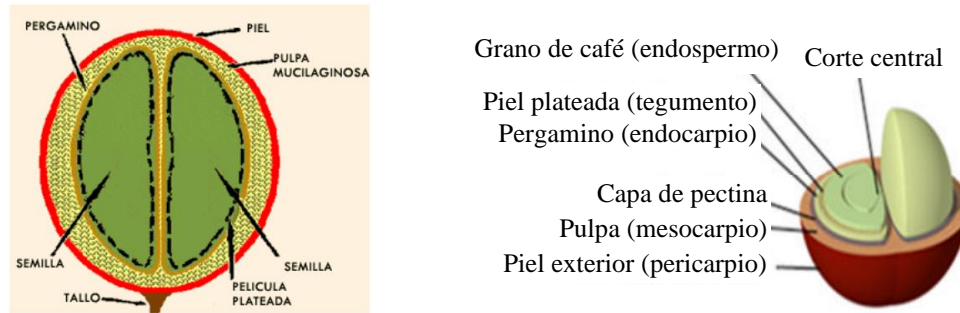 PERGAMINO
PIEL
PULPA
MUCILAGINOSA
SEMILLA
SEMILLA
PELICULA
PLATEADA
TALLO
Grano de café (endospermo)
Corte central
Piel plateada (tegumento)
Pergamino (endocarpio)
Capa de pectina
Pulpa (mesocarpio)
Piel exterior (pericarpio)